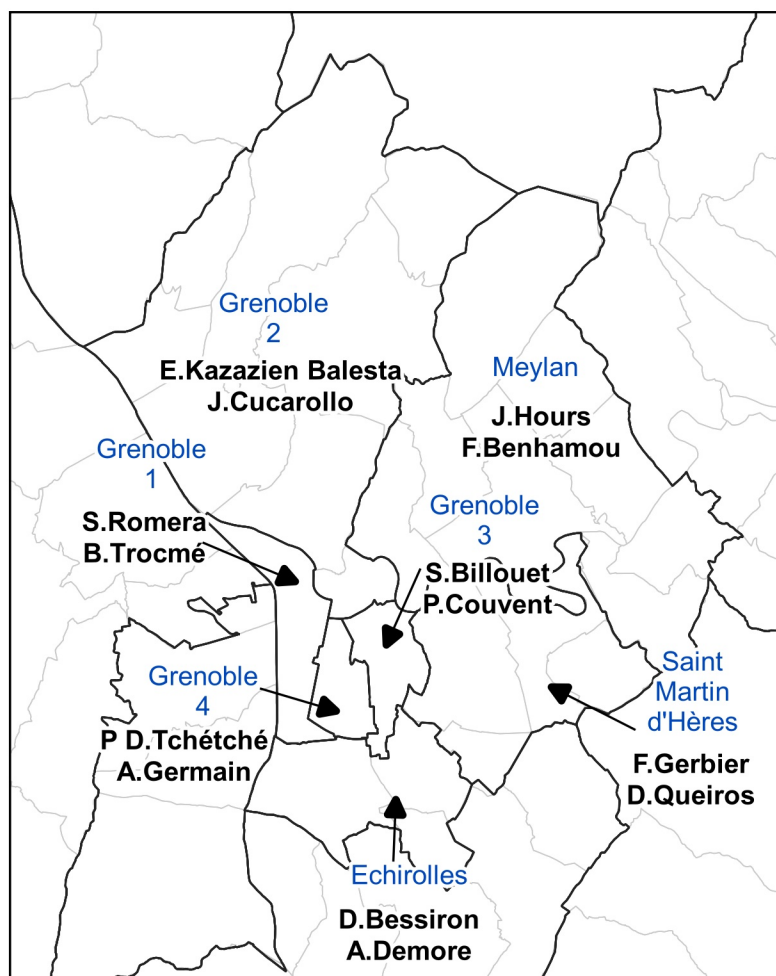 Grenoble
2
E.Kazazien Balesta
J.Cucarollo
Meylan
J.Hours
F.Benhamou
Grenoble
1
S.Romera
B.Trocmé
Grenoble
3
S.Billouet
P.Couvent
Grenoble
4
P D.Tchétché
A.Germain
Saint
Martin
d'Hères
F.Gerbier
D.Queiros
Echirolles
D.Bessiron
A.Demore